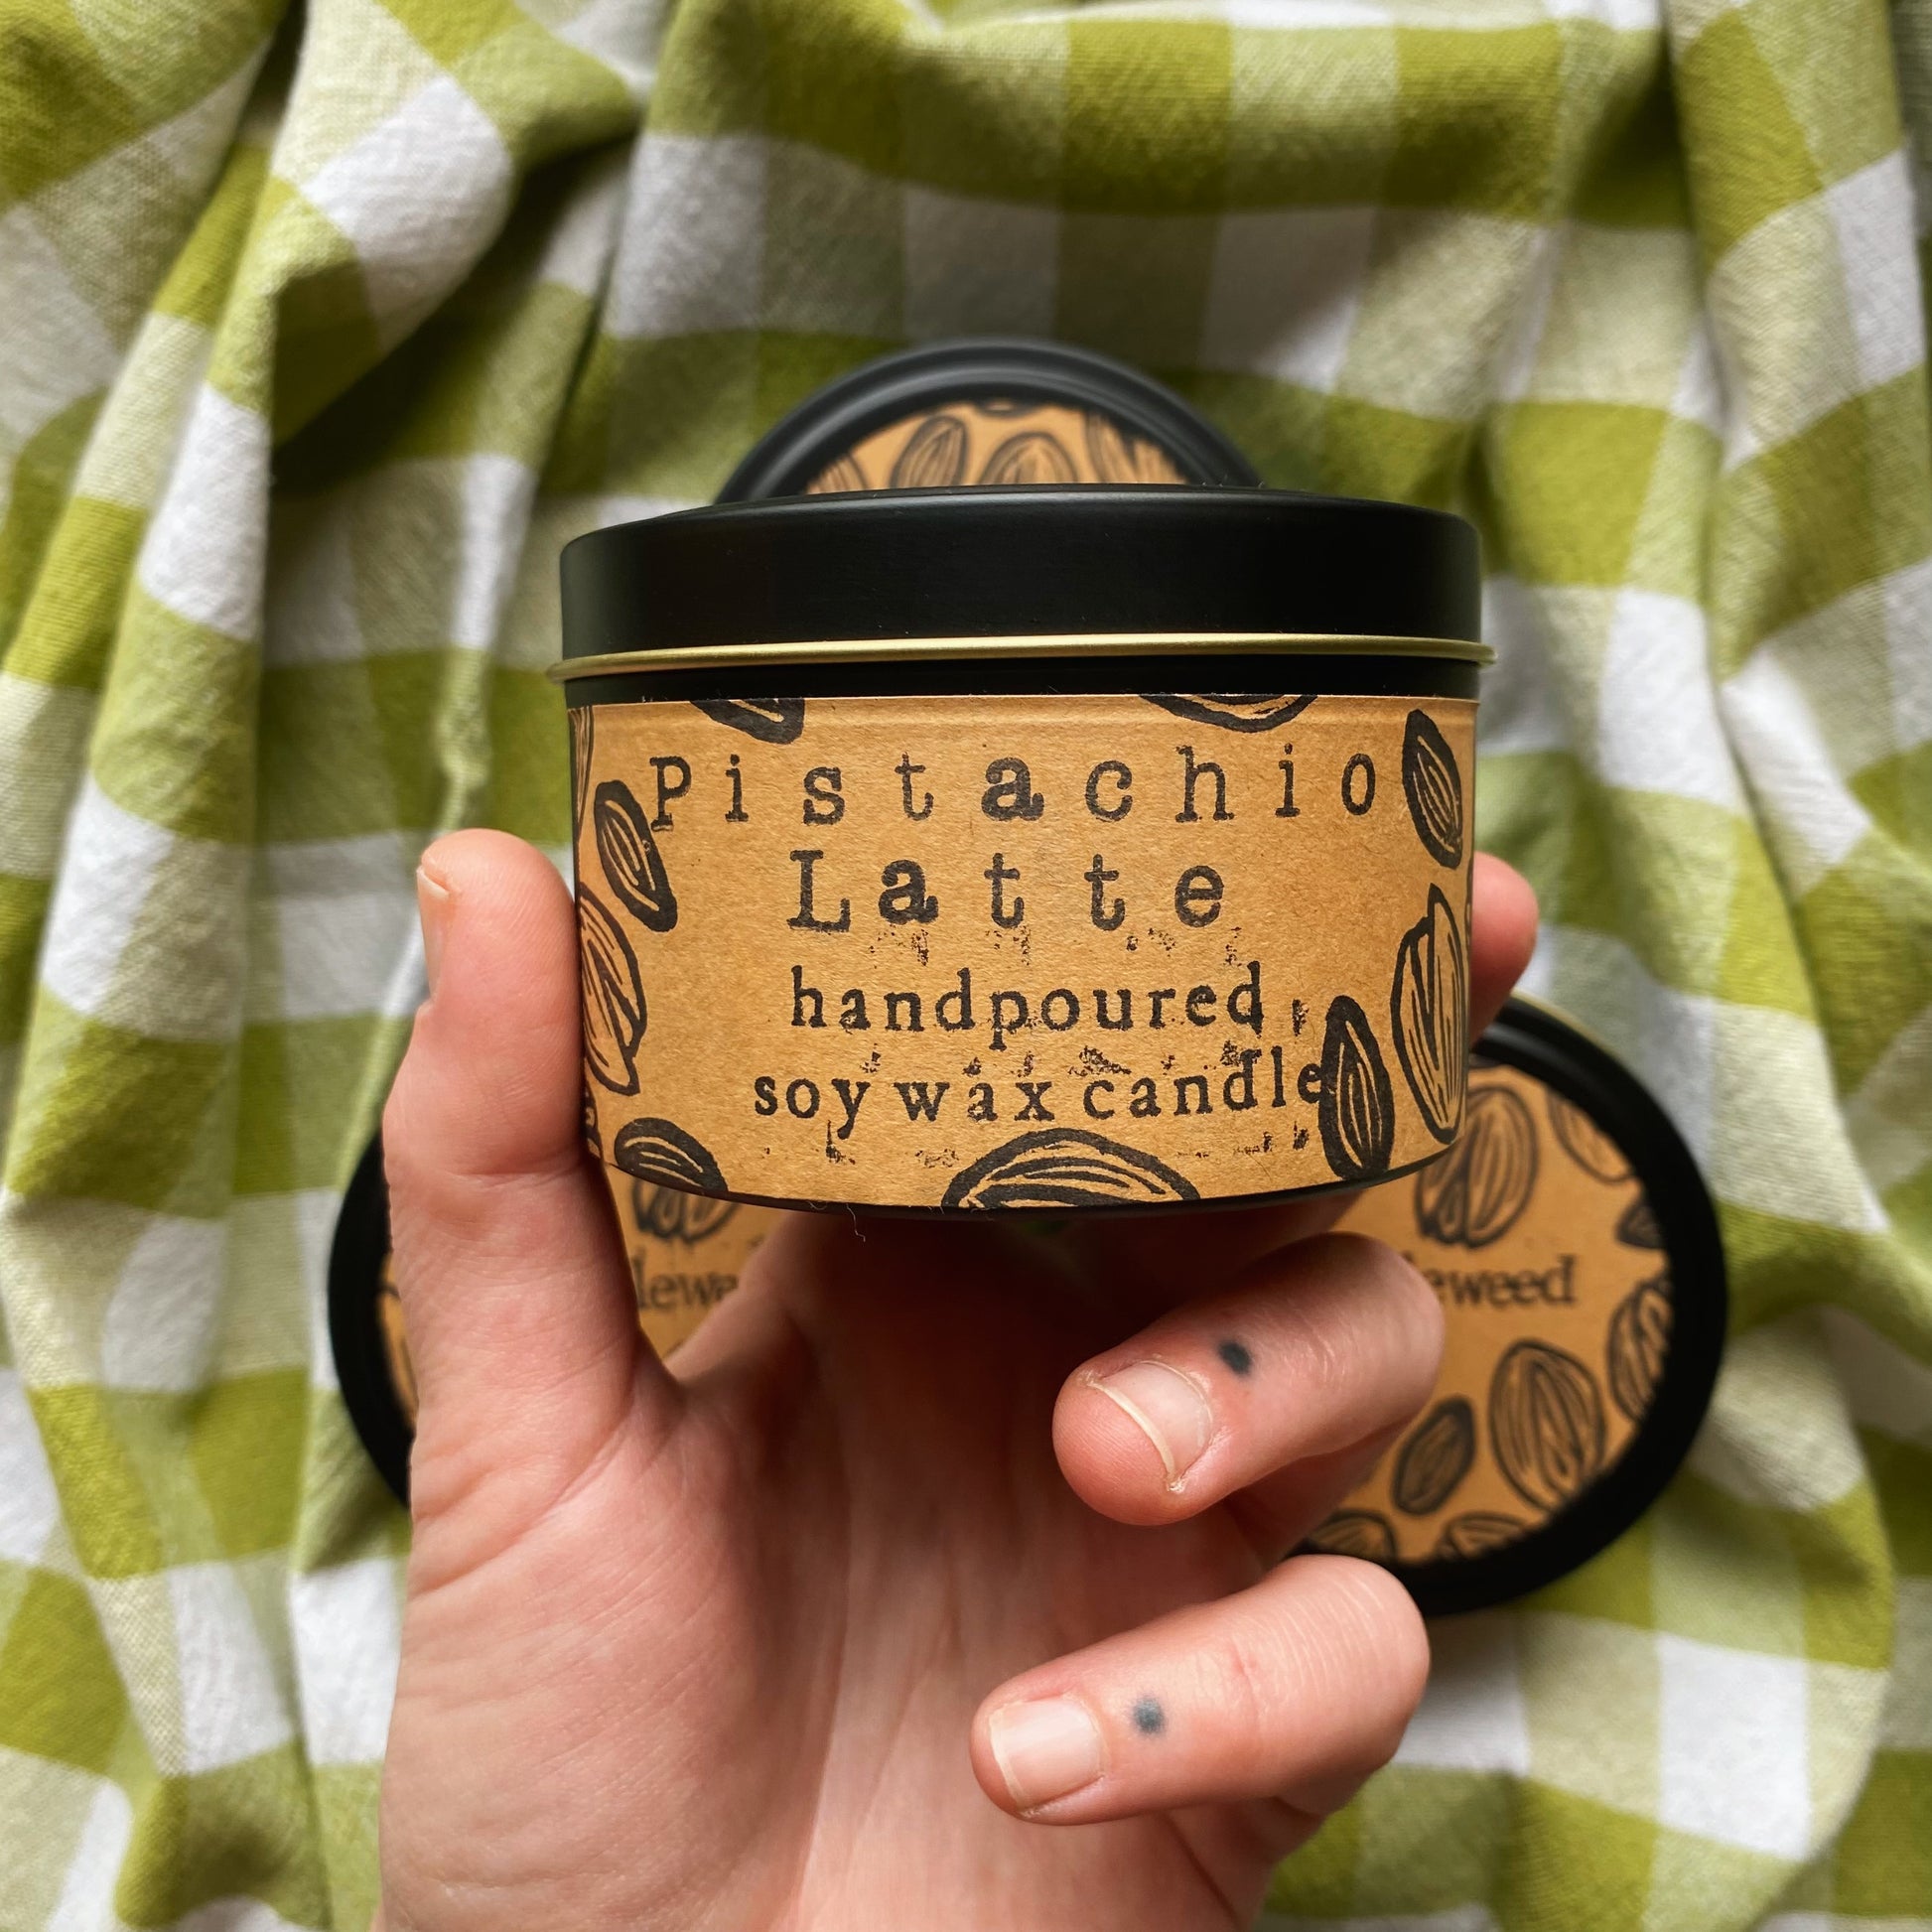 Pistachio
Latte
handpoured
soy wax candle